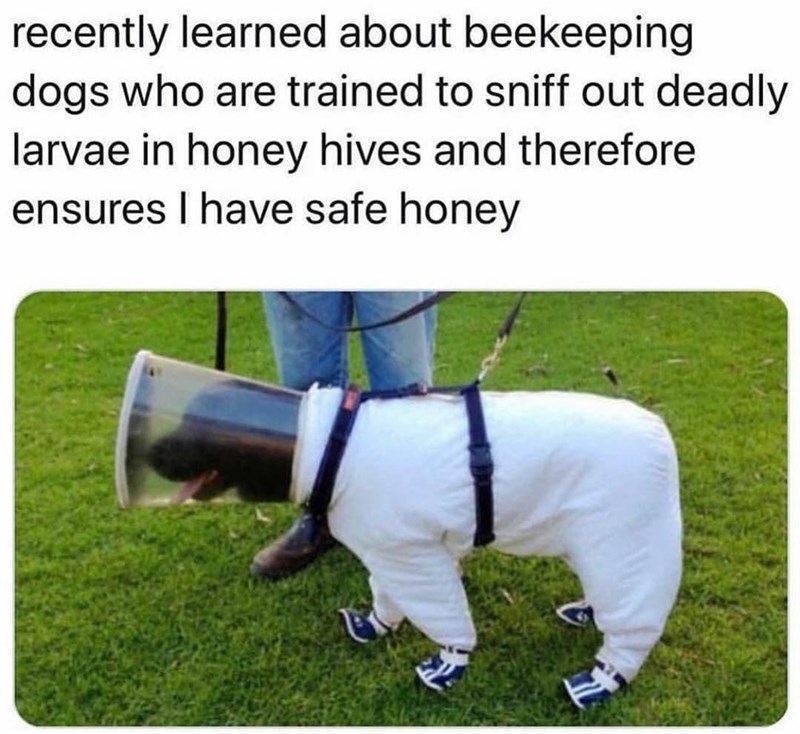 recently learned about beekeeping
dogs who are trained to sniff out deadly
larvae in honey hives and therefore
ensures I have safe honey